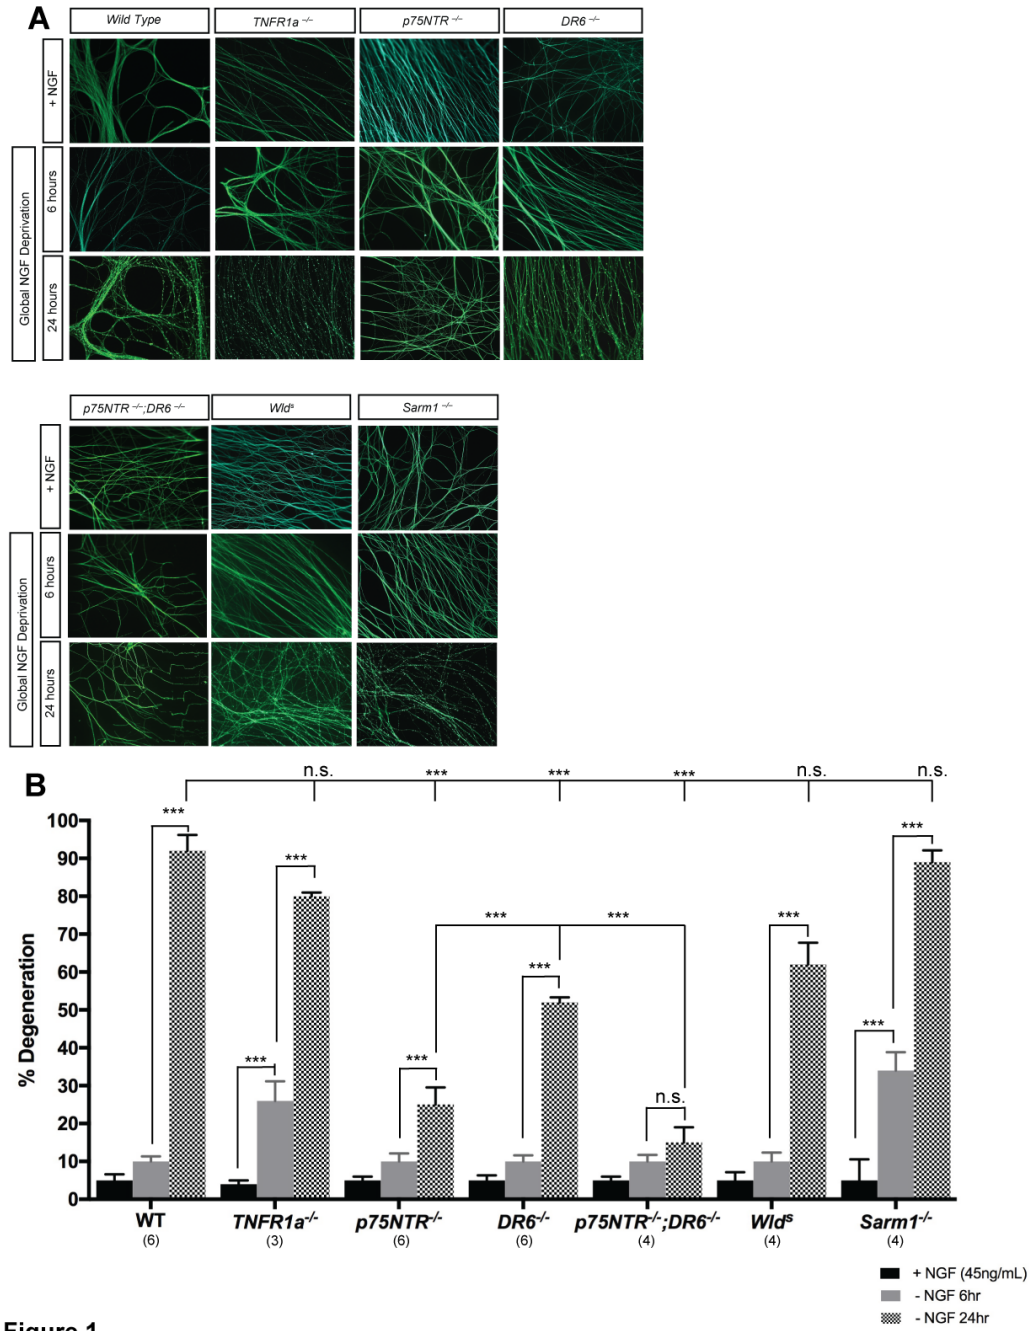 A
Wild Type
TNFR1a –/–
p75NTR –/–
DR6 –/–
+ NGF
Global NGF Deprivation
6 hours
24 hours
p75NTR –/–;DR6 –/–
Wldˢ
Sarm1 –/–
+ NGF
Global NGF Deprivation
6 hours
24 hours
B
n.s. *** *** *** n.s. n.s.
*** *** *** *** *** *** *** *** n.s. *** *** ***
% Degeneration
100
90
80
70
60
50
40
30
20
10
0
WT TNFR1a-/- p75NTR-/- DR6-/- p75NTR-/-;DR6-/- Wldˢ Sarm1-/-
(6) (3) (6) (6) (4) (4) (4)
+ NGF (45ng/mL)
- NGF 6hr
- NGF 24hr
Figure 1